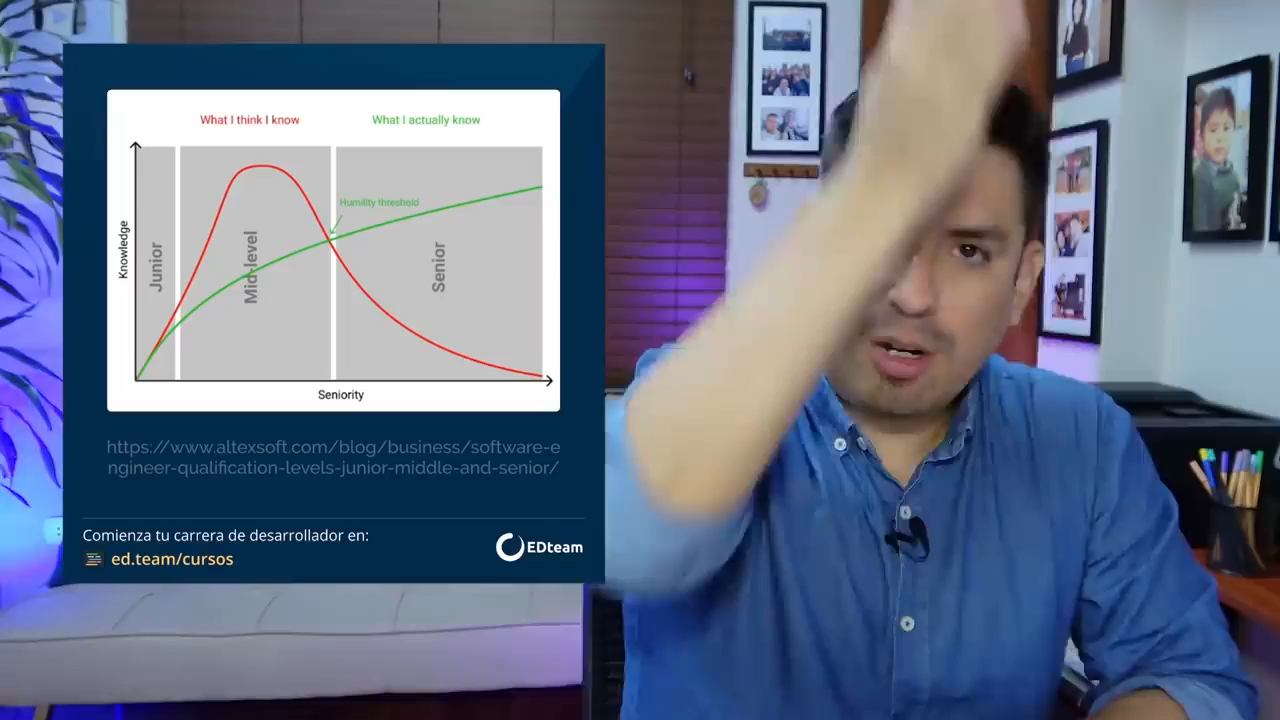 What I think I know
What I actually know
Humility threshold
Knowledge
Junior
Mid-level
Senior
Seniority
https://www.altexsoft.com/blog/business/software-e
ngineer-qualification-levels-junior-middle-and-senior/
Comienza tu carrera de desarrollador en:
ed.team/cursos
EDteam